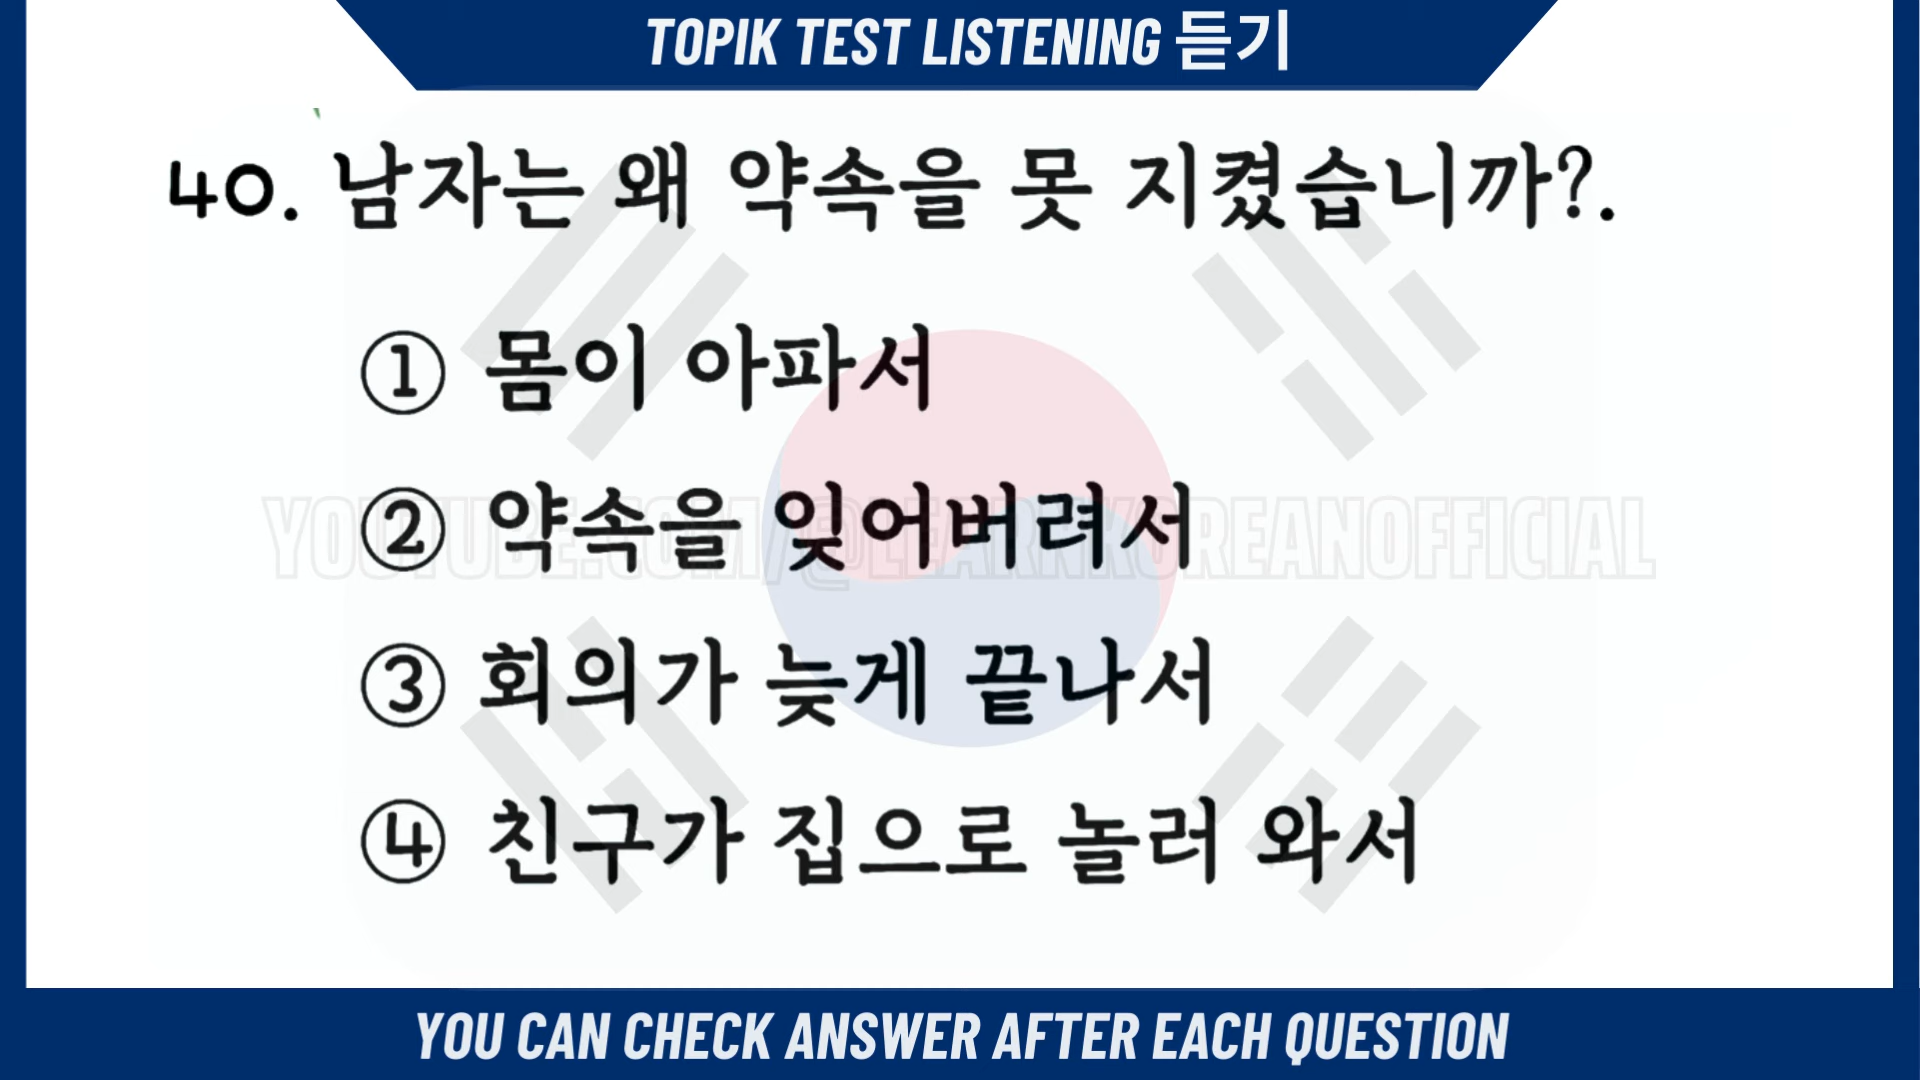 TOPIK TEST LISTENING 듣기
40. 남자는 왜 약속을 못 지켰습니까?.
① 몸이 아파서
② 약속을 잊어버려서
YOUTUBE.COM/@LEARNKOREANOFFICIAL
③ 회의가 늦게 끝나서
④ 친구가 집으로 놀러 와서
YOU CAN CHECK ANSWER AFTER EACH QUESTION